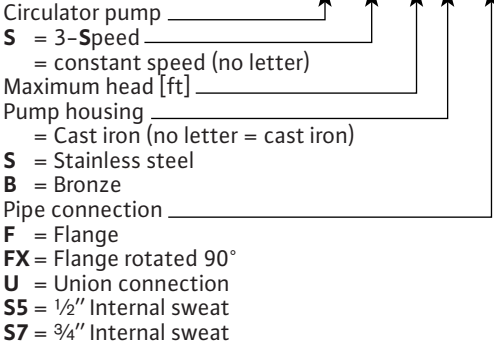 Circulator pump
S = 3–Speed
= constant speed (no letter)
Maximum head [ft]
Pump housing
= Cast iron (no letter = cast iron)
S = Stainless steel
B = Bronze
Pipe connection
F = Flange
FX = Flange rotated 90°
U = Union connection
S5 = ½″ Internal sweat
S7 = ¾″ Internal sweat